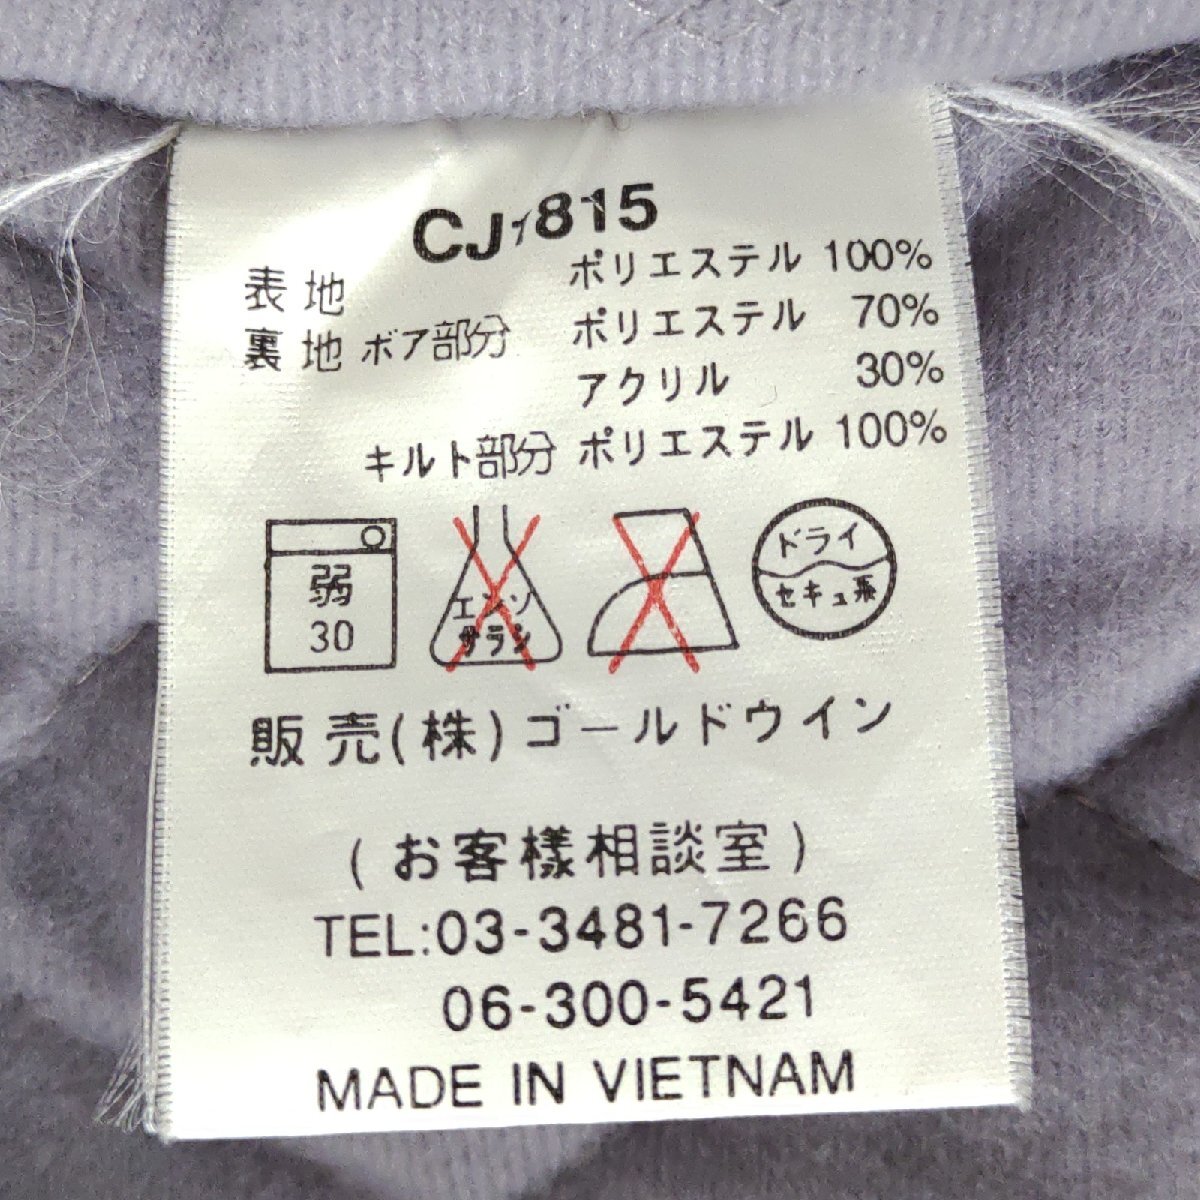 CJ-815
表地 ポリエステル 100%
裏地 ボア部分 ポリエステル 70%
アクリル 30%
キルト部分 ポリエステル 100%
弱
30
エンソ
サラシ
ドライ
セキユ系
販売(株)ゴールドウイン
(お客様相談室)
TEL:03-3481-7266
06-300-5421
MADE IN VIETNAM